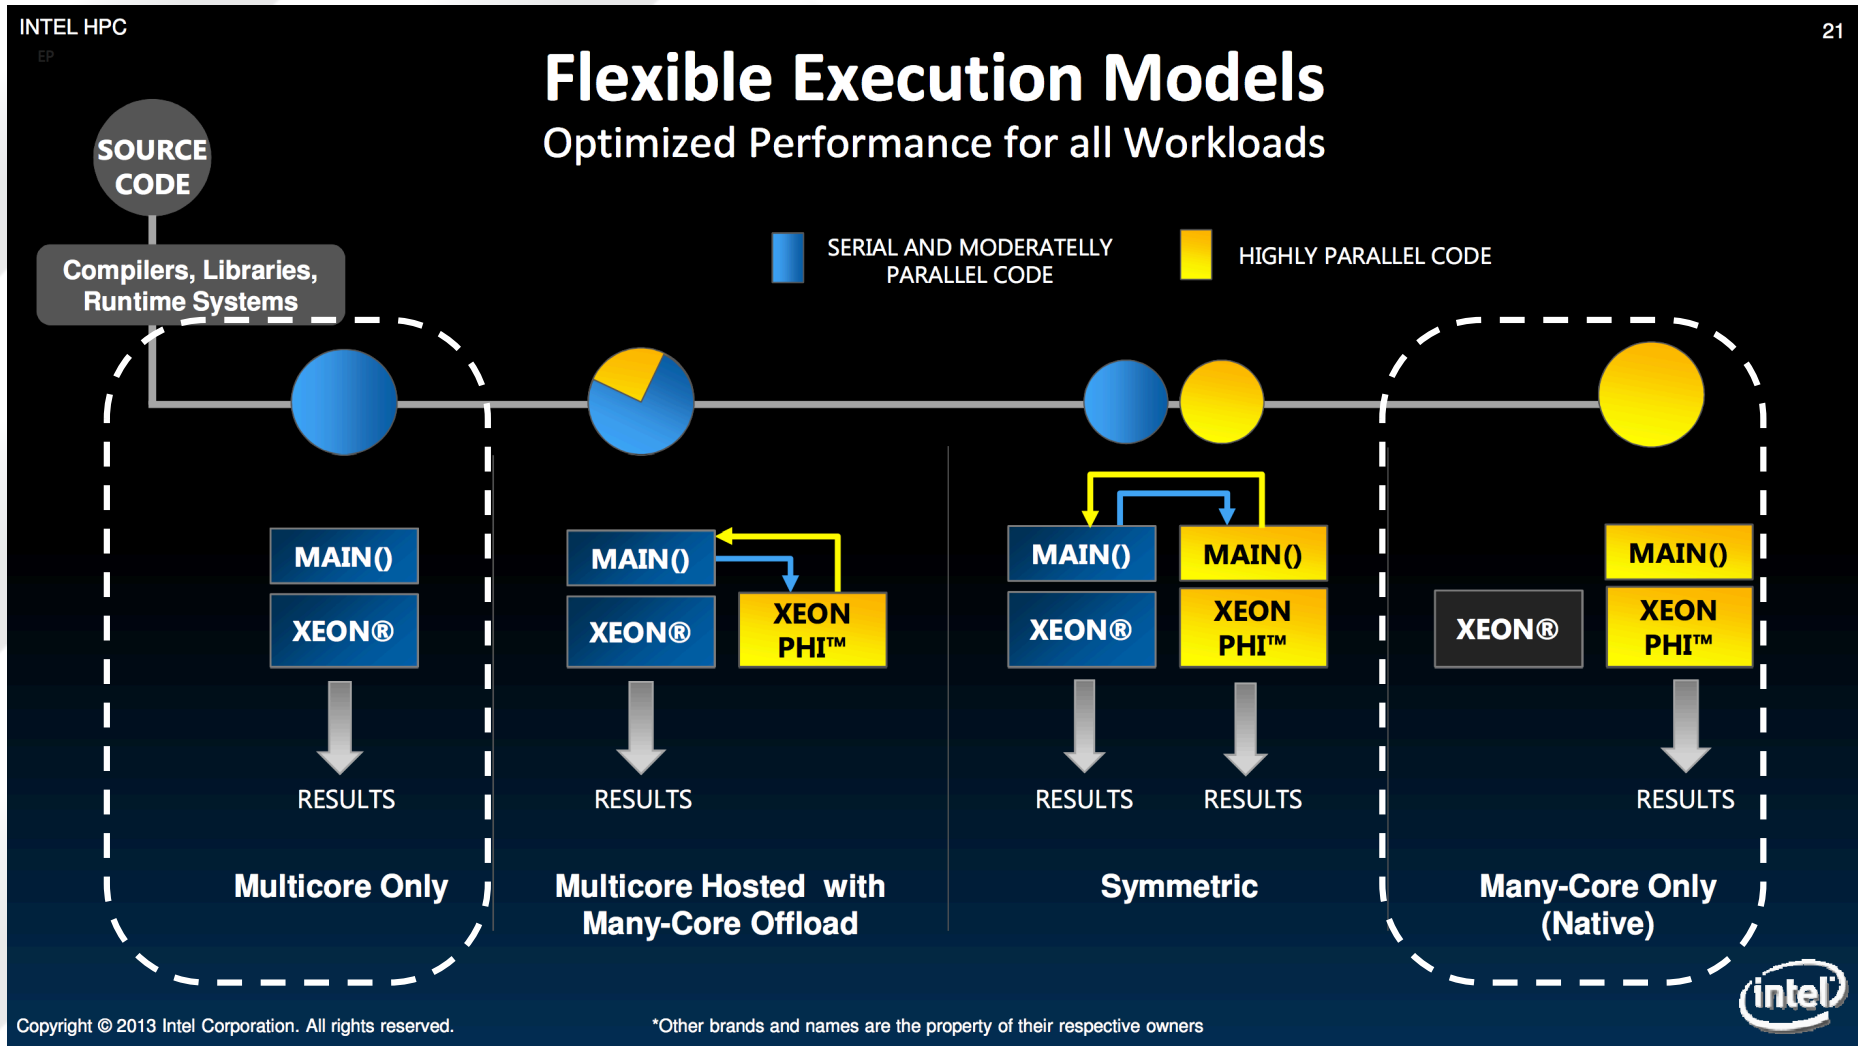 INTEL HPC
21
EP
Flexible Execution Models
Optimized Performance for all Workloads
SOURCE
CODE
Compilers, Libraries,
Runtime Systems
SERIAL AND MODERATELLY
PARALLEL CODE
HIGHLY PARALLEL CODE
MAIN()
XEON®
RESULTS
Multicore Only
MAIN()
XEON®
XEON
PHI™
RESULTS
Multicore Hosted with
Many-Core Offload
MAIN()
MAIN()
XEON®
XEON
PHI™
RESULTS
RESULTS
Symmetric
MAIN()
XEON®
XEON
PHI™
RESULTS
Many-Core Only
(Native)
intel
Copyright © 2013 Intel Corporation. All rights reserved.
*Other brands and names are the property of their respective owners